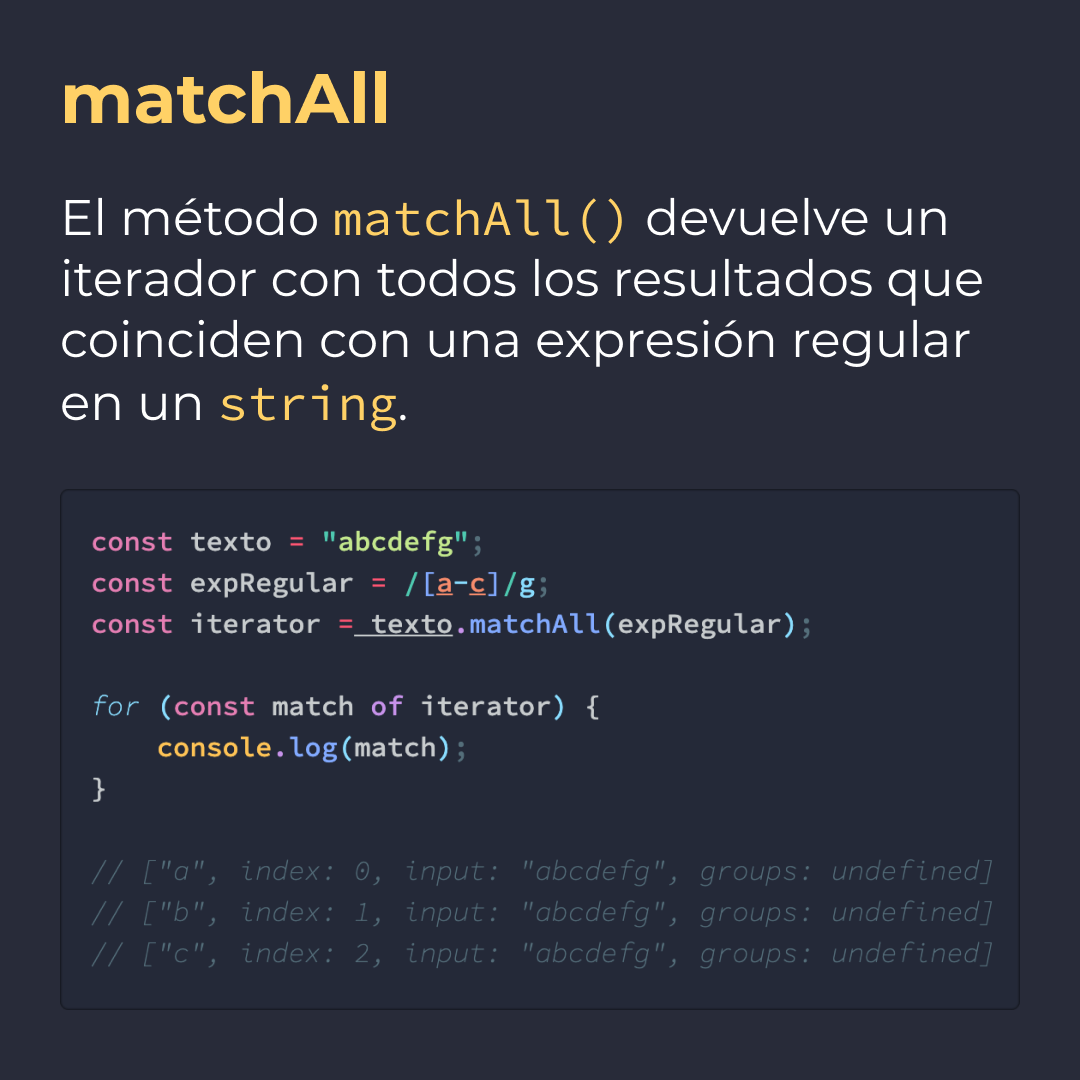 matchAll
El método matchAll() devuelve un
iterador con todos los resultados que
coinciden con una expresión regular
en un string.
const texto = "abcdefg";
const expRegular = /[a-c]/g;
const iterator = texto.matchAll(expRegular);
for (const match of iterator) {
    console.log(match);
}
// ["a", index: 0, input: "abcdefg", groups: undefined]
// ["b", index: 1, input: "abcdefg", groups: undefined]
// ["c", index: 2, input: "abcdefg", groups: undefined]